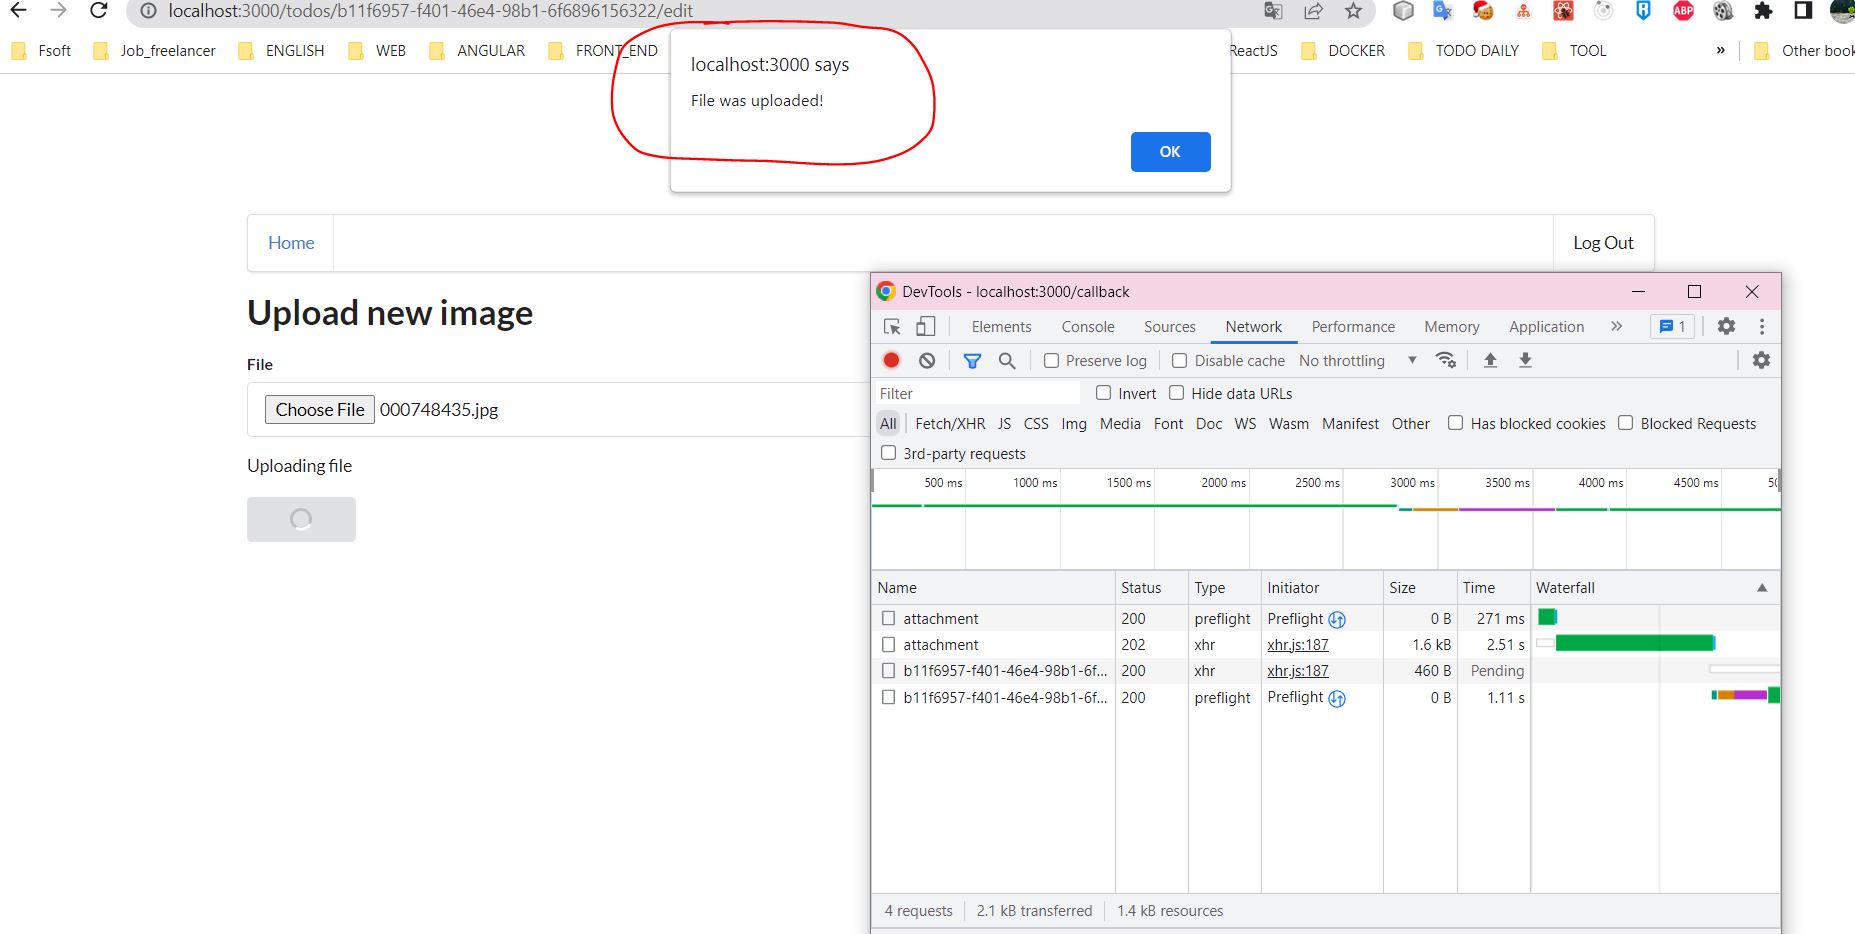 localhost:3000/todos/b11f6957-f401-46e4-98b1-6f6896156322/edit
Fsoft Job_freelancer ENGLISH WEB ANGULAR FRONT_END ReactJS DOCKER TODO DAILY TOOL » Other book
localhost:3000 says
File was uploaded!
OK
Home Log Out
Upload new image
File
Choose File 000748435.jpg
Uploading file
DevTools - localhost:3000/callback
Elements Console Sources Network Performance Memory Application » 1
Preserve log Disable cache No throttling
Filter Invert Hide data URLs
All Fetch/XHR JS CSS Img Media Font Doc WS Wasm Manifest Other Has blocked cookies Blocked Requests
3rd-party requests
500 ms 1000 ms 1500 ms 2000 ms 2500 ms 3000 ms 3500 ms 4000 ms 4500 ms 50
Name Status Type Initiator Size Time Waterfall
attachment 200 preflight Preflight 0 B 271 ms
attachment 202 xhr xhr.js:187 1.6 kB 2.51 s
b11f6957-f401-46e4-98b1-6f... 200 xhr xhr.js:187 460 B Pending
b11f6957-f401-46e4-98b1-6f... 200 preflight Preflight 0 B 1.11 s
4 requests 2.1 kB transferred 1.4 kB resources